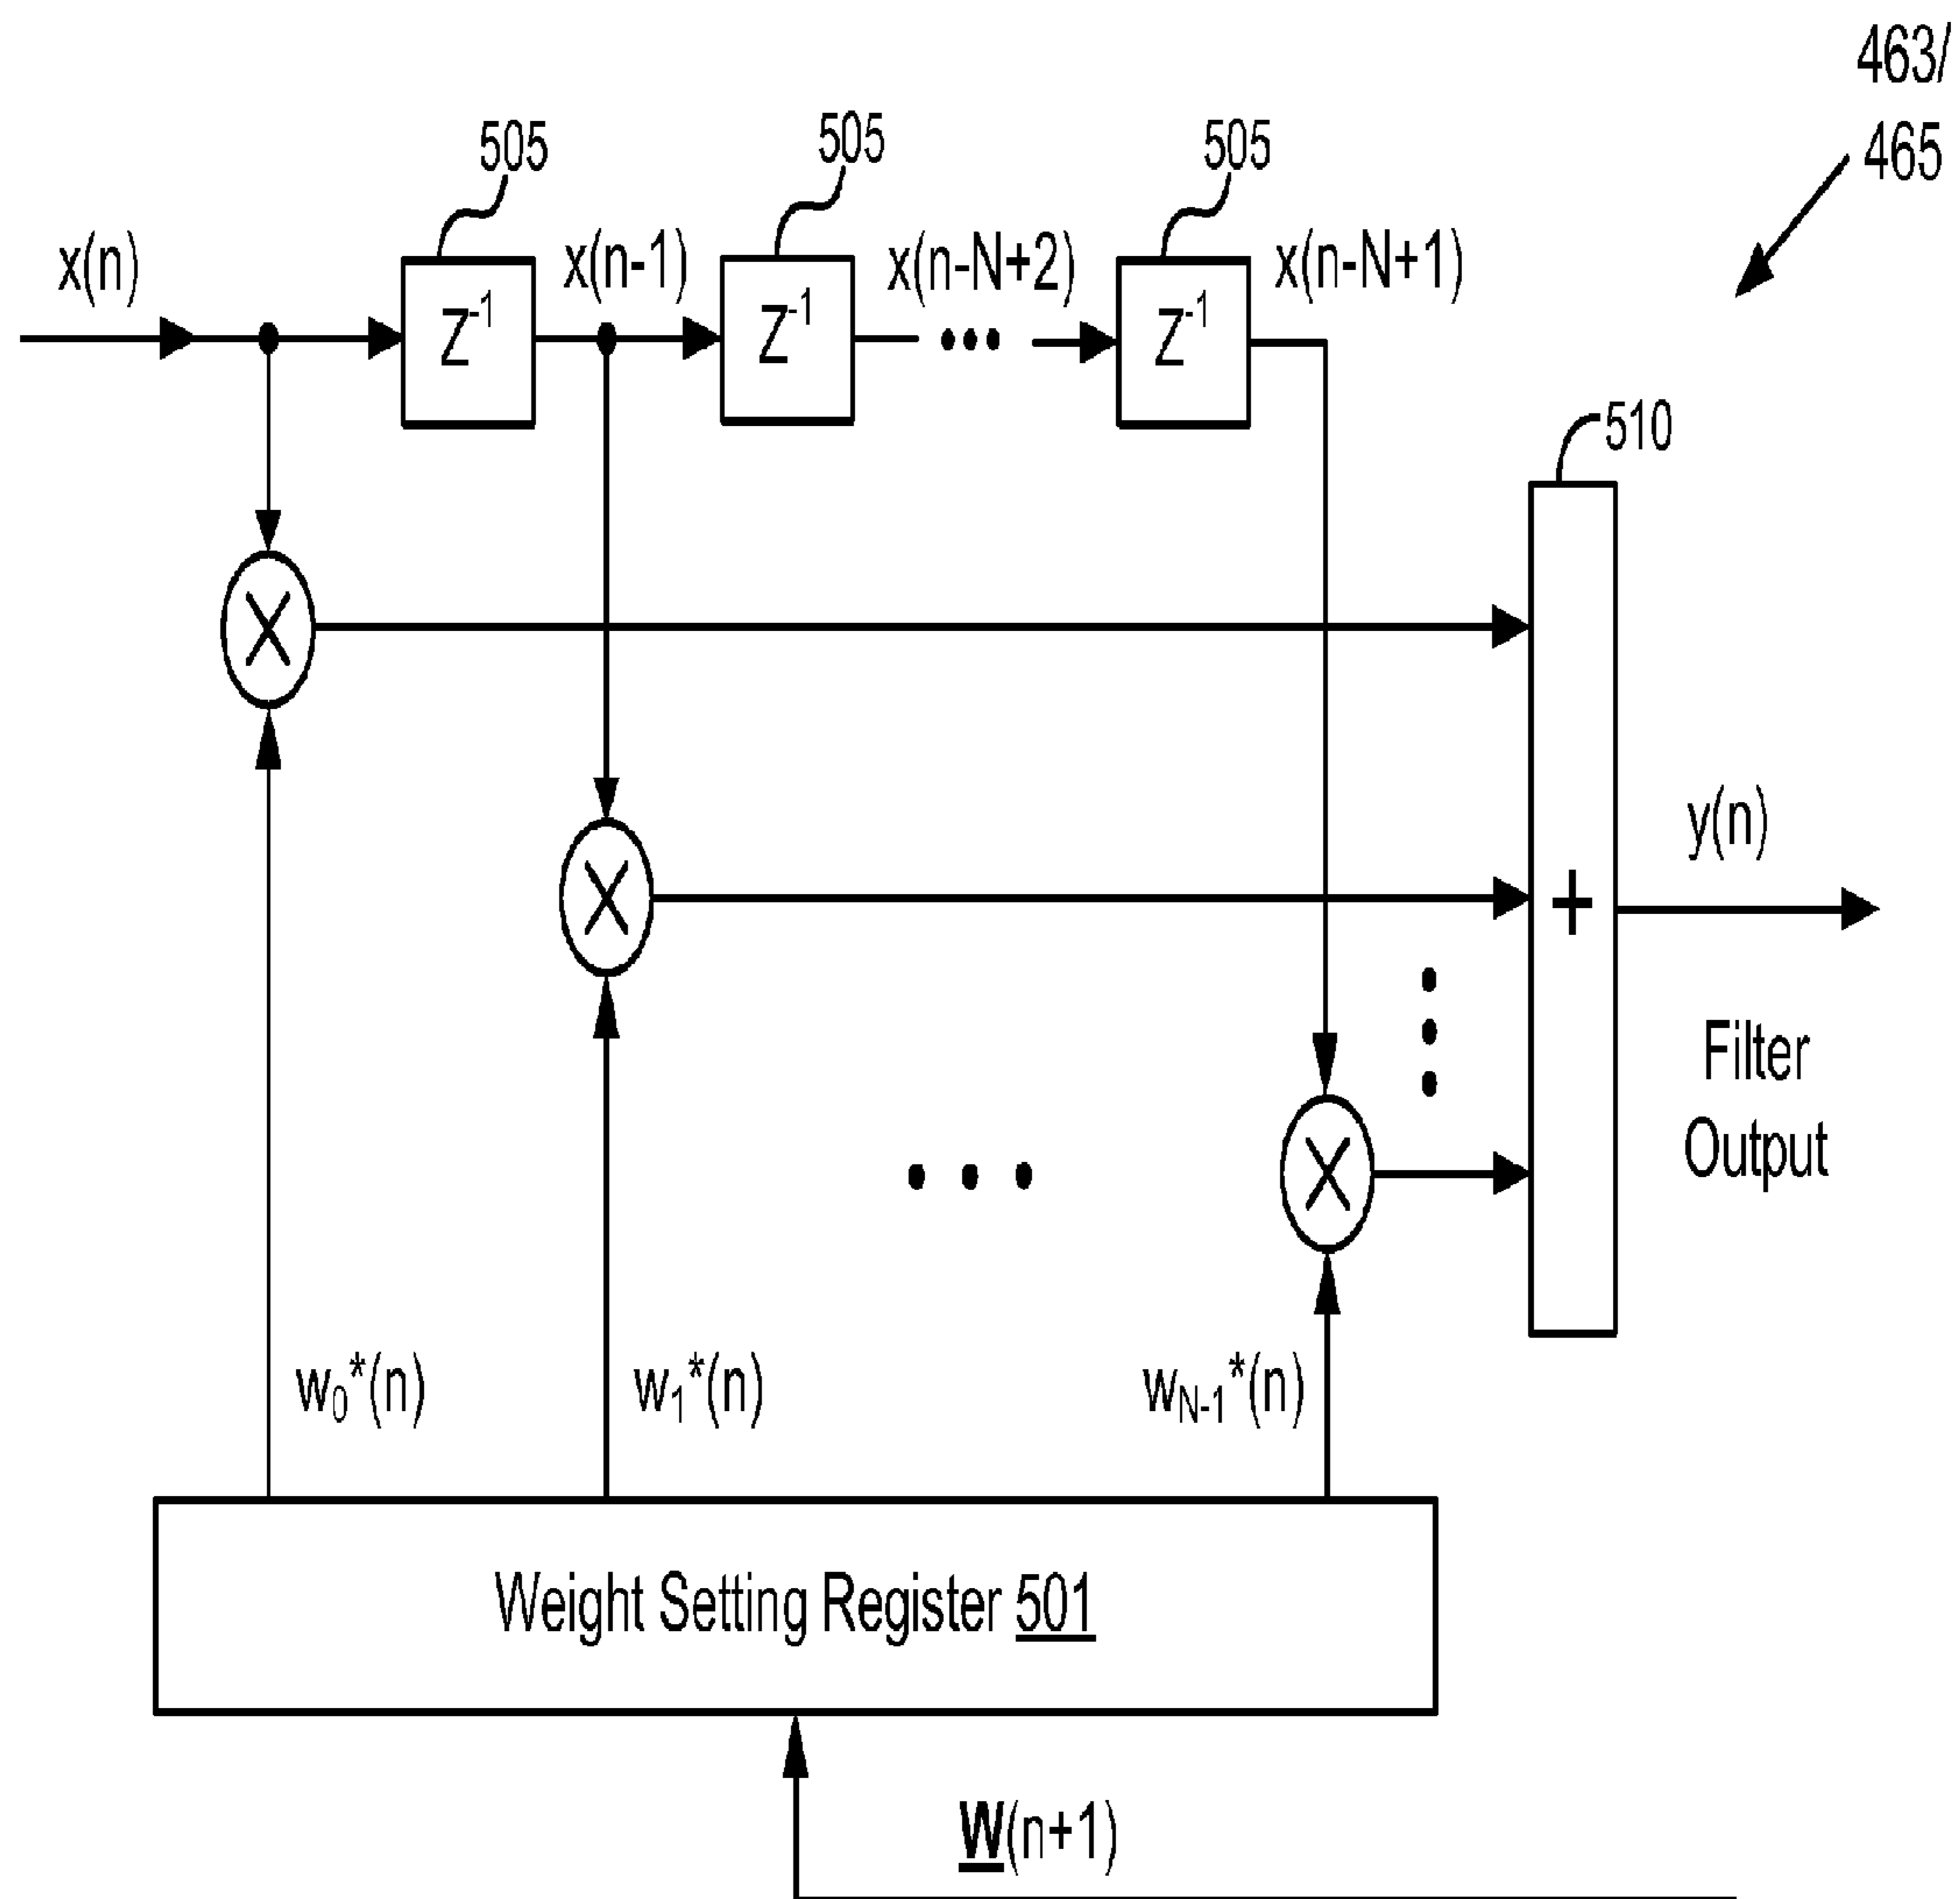 463/
465
505
505
505
x(n)
x(n-1)
x(n-N+2)
x(n-N+1)
Z⁻¹
Z⁻¹
•••
Z⁻¹
510
X
X
+
y(n)
Filter
Output
X
w₀*(n)
w₁*(n)
w_{N-1}*(n)
Weight Setting Register 501
W(n+1)